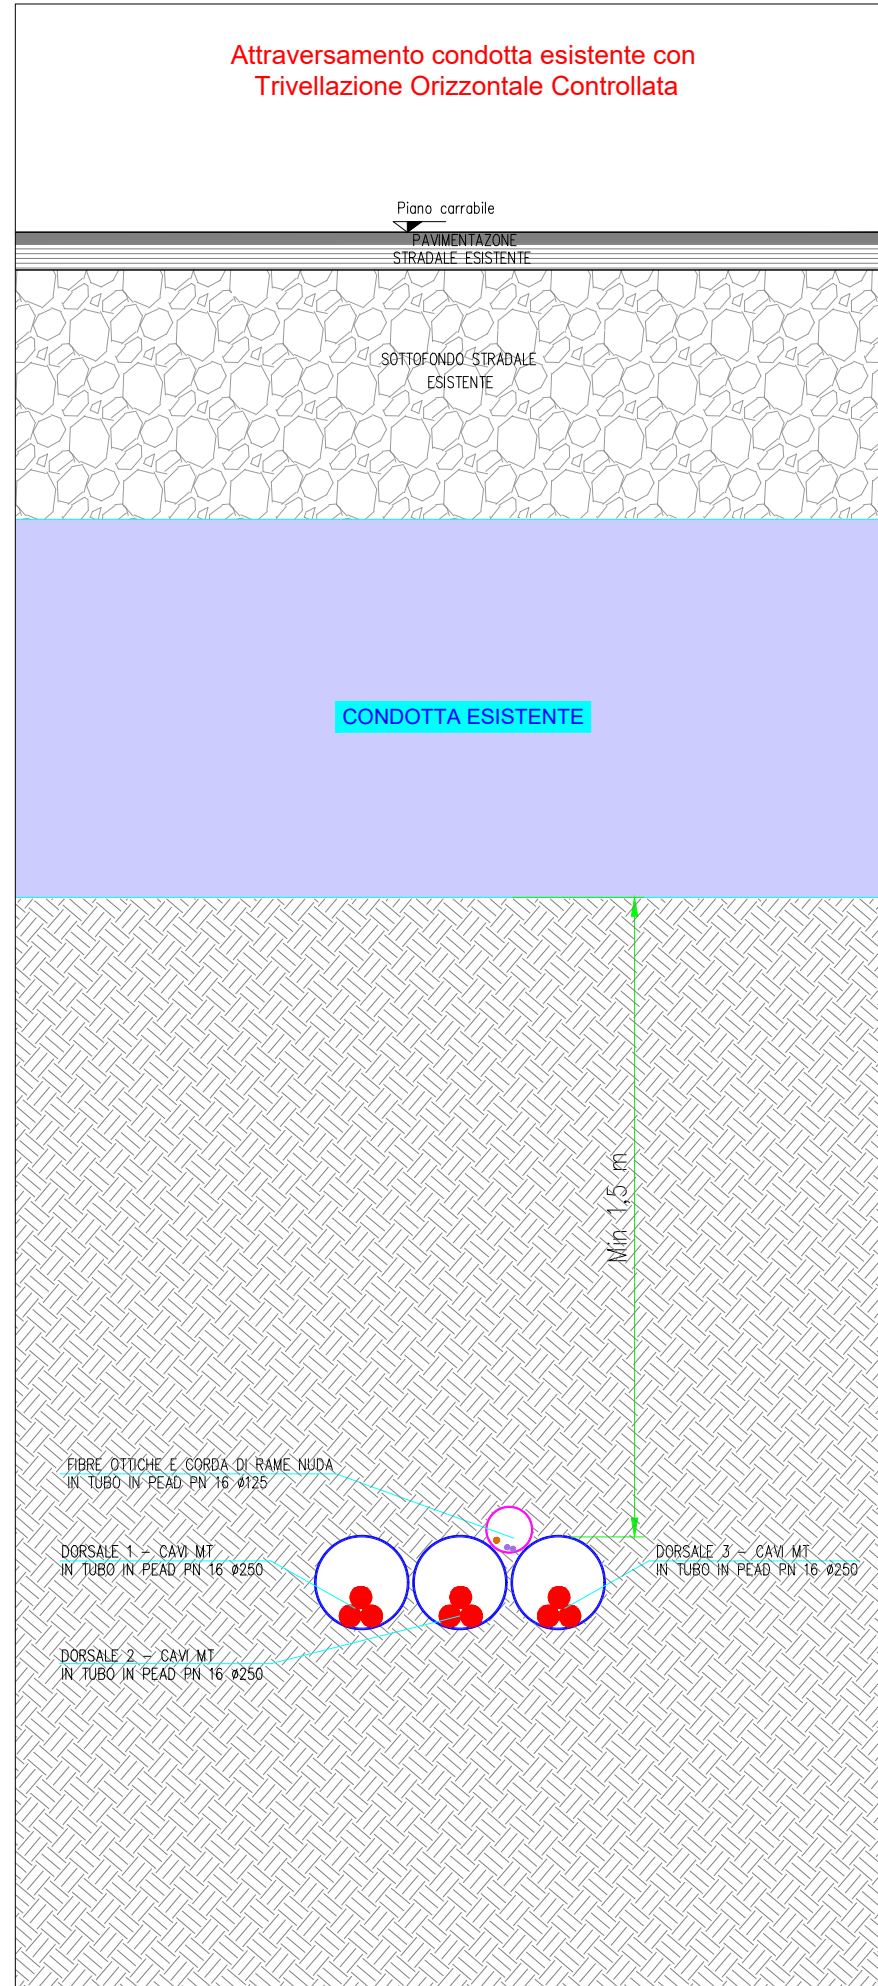 Attraversamento condotta esistente con
Trivellazione Orizzontale Controllata
Piano carrabile
PAVIMENTAZONE
STRADALE ESISTENTE
SOTTOFONDO STRADALE
ESISTENTE
CONDOTTA ESISTENTE
Min 1,5 m
FIBRE OTTICHE E CORDA DI RAME NUDA
IN TUBO IN PEAD PN 16 ø125
DORSALE 1 - CAVI MT
IN TUBO IN PEAD PN 16 ø250
DORSALE 3 - CAVI MT
IN TUBO IN PEAD PN 16 ø250
DORSALE 2 - CAVI MT
IN TUBO IN PEAD PN 16 ø250